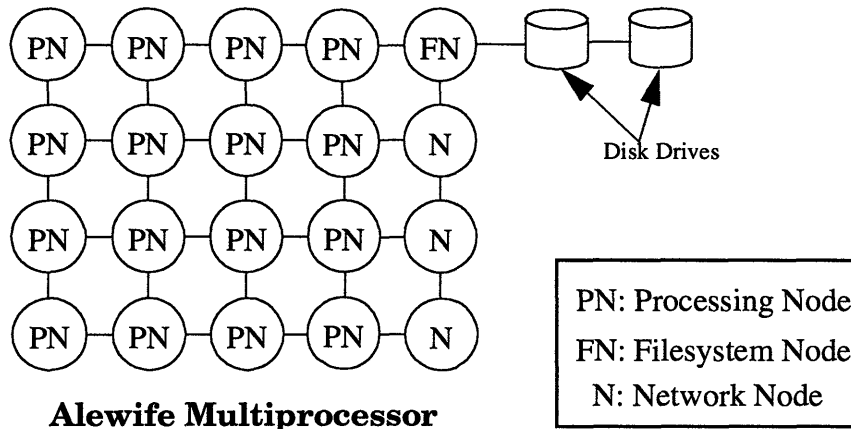 PN PN PN PN FN
PN PN PN PN N
Disk Drives
PN PN PN PN N
PN PN PN PN N
PN: Processing Node
FN: Filesystem Node
N: Network Node
Alewife Multiprocessor